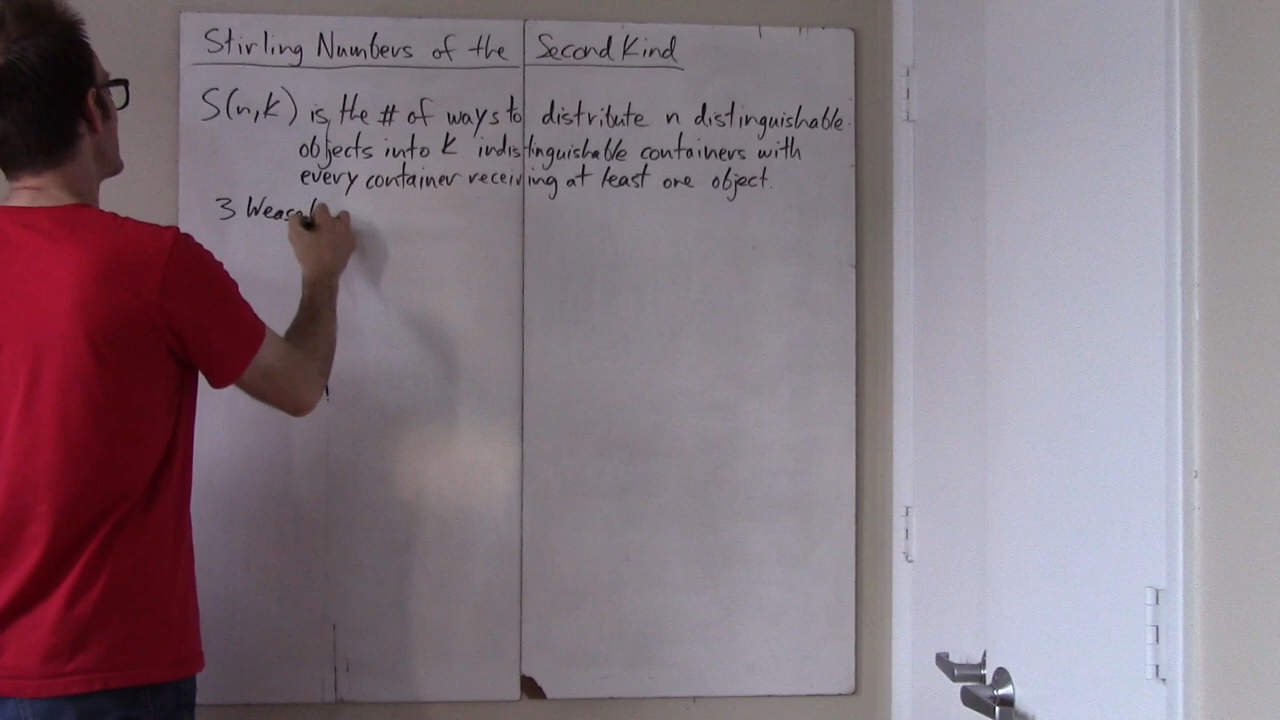 Stirling Numbers of the Second Kind
S(n,k) is the # of ways to distribute n distinguishable
objects into k indistinguishable containers with
every container receiving at least one object.
3